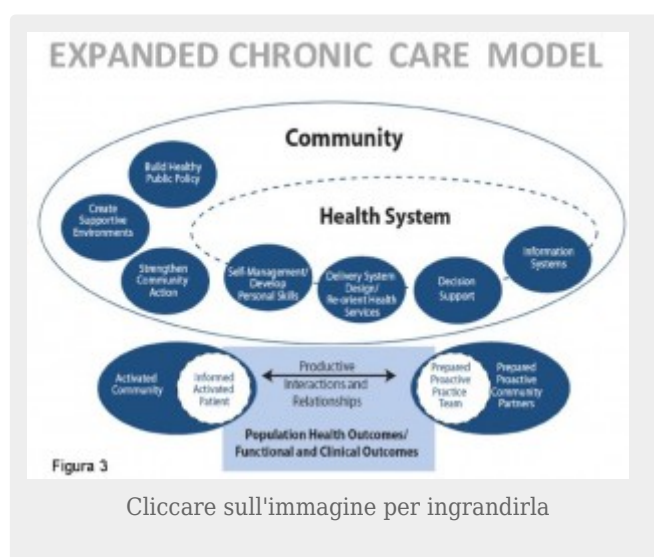 EXPANDED CHRONIC CARE MODEL
Community
Build Healthy
Public Policy
Health System
Create
Supportive
Environments
Strengthen
Community
Action
Self-Management/
Develop
Personal Skills
Delivery System
Design/
Re-orient Health
Services
Decision
Support
Information
Systems
Activated
Community
Informed
Activated
Patient
Productive
Interactions and
Relationships
Prepared
Proactive
Practice
Team
Prepared
Proactive
Community
Partners
Population Health Outcomes/
Functional and Clinical Outcomes
Figura 3
Cliccare sull'immagine per ingrandirla